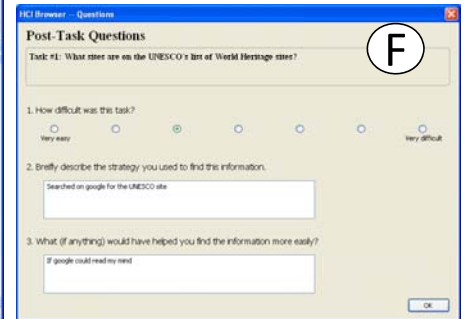 HCI Browser -- Questions
Post-Task Questions
F
Task #1: What sites are on the UNESCO's list of World Heritage sites?
1. How difficult was this task?
Very easy
Very difficult
2. Breifly describe the strategy you used to find this information.
Searched on google for the UNESCO site
3. What (if anything) would have helped you find the information more easily?
If google could read my mind
OK